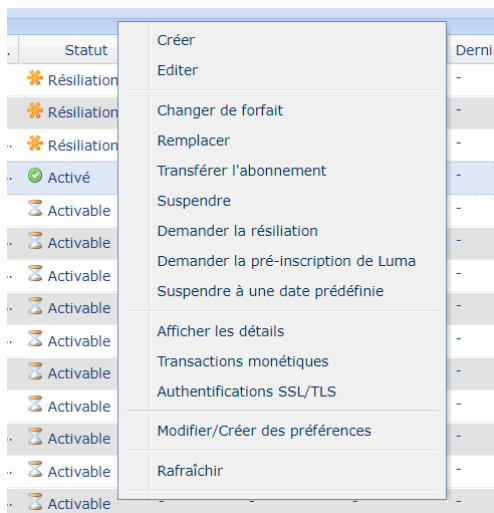 Statut
Derni
Résiliation
Résiliation
Résiliation
Activé
Activable
Activable
Activable
Activable
Activable
Activable
Activable
Activable
Activable
Activable
Créer
Editer
Changer de forfait
Remplacer
Transférer l'abonnement
Suspendre
Demander la résiliation
Demander la pré-inscription de Luma
Suspendre à une date prédéfinie
Afficher les détails
Transactions monétiques
Authentifications SSL/TLS
Modifier/Créer des préférences
Rafraîchir